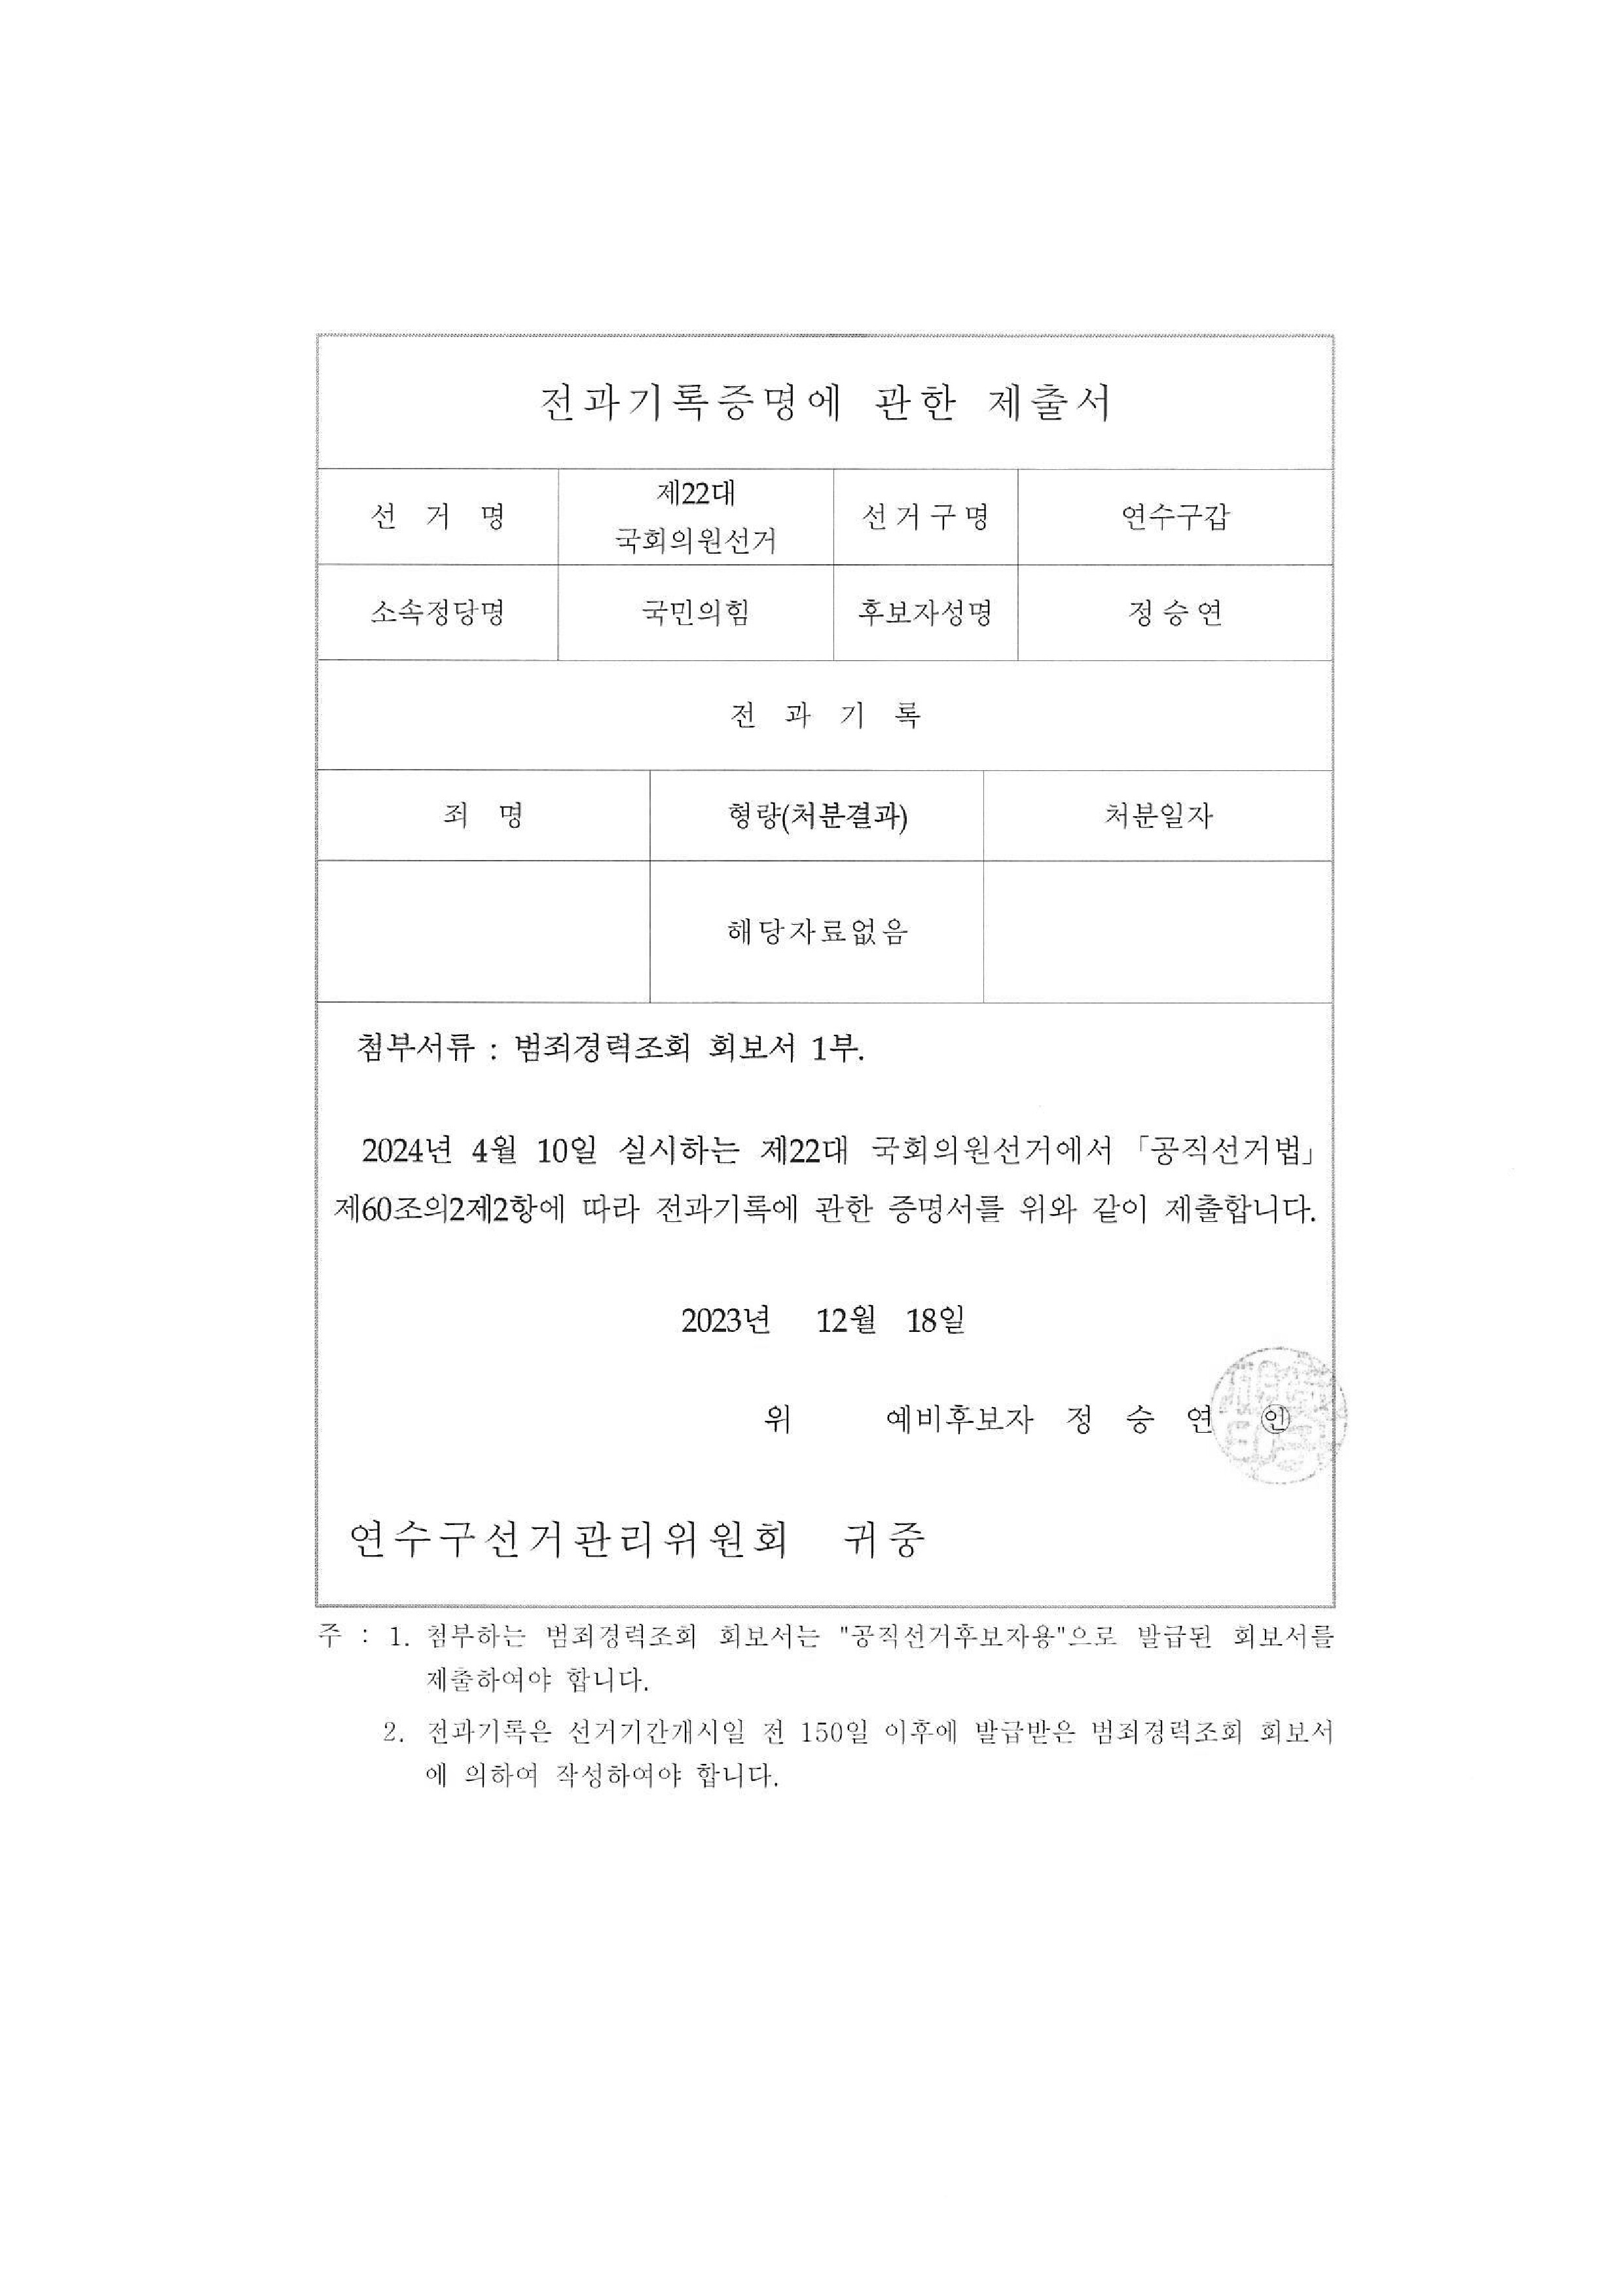 전과기록증명에 관한 제출서
선 거 명
제22대
국회의원선거
선거구명
연수구갑
소속정당명
국민의힘
후보자성명
정승연
전 과 기 록
죄 명
형량(처분결과)
처분일자
해당자료없음
첨부서류 : 범죄경력조회 회보서 1부.
2024년 4월 10일 실시하는 제22대 국회의원선거에서 「공직선거법」
제60조의2제2항에 따라 전과기록에 관한 증명서를 위와 같이 제출합니다.
2023년 12월 18일
위 예비후보자 정 승 연 ㊞
연수구선거관리위원회 귀중
주 : 1. 첨부하는 범죄경력조회 회보서는 "공직선거후보자용"으로 발급된 회보서를
제출하여야 합니다.
2. 전과기록은 선거기간개시일 전 150일 이후에 발급받은 범죄경력조회 회보서
에 의하여 작성하여야 합니다.